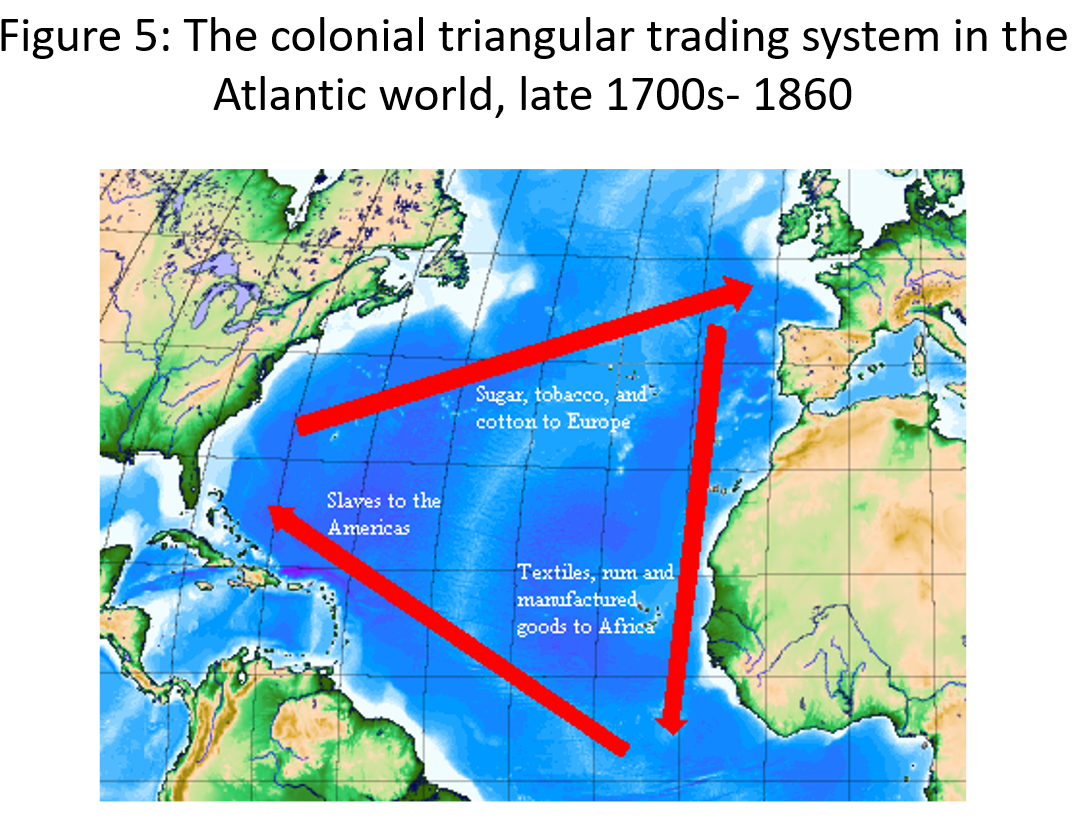 Figure 5: The colonial triangular trading system in the
Atlantic world, late 1700s- 1860
Sugar, tobacco, and
cotton to Europe
Slaves to the
Americas
Textiles, rum and
manufactured
goods to Africa